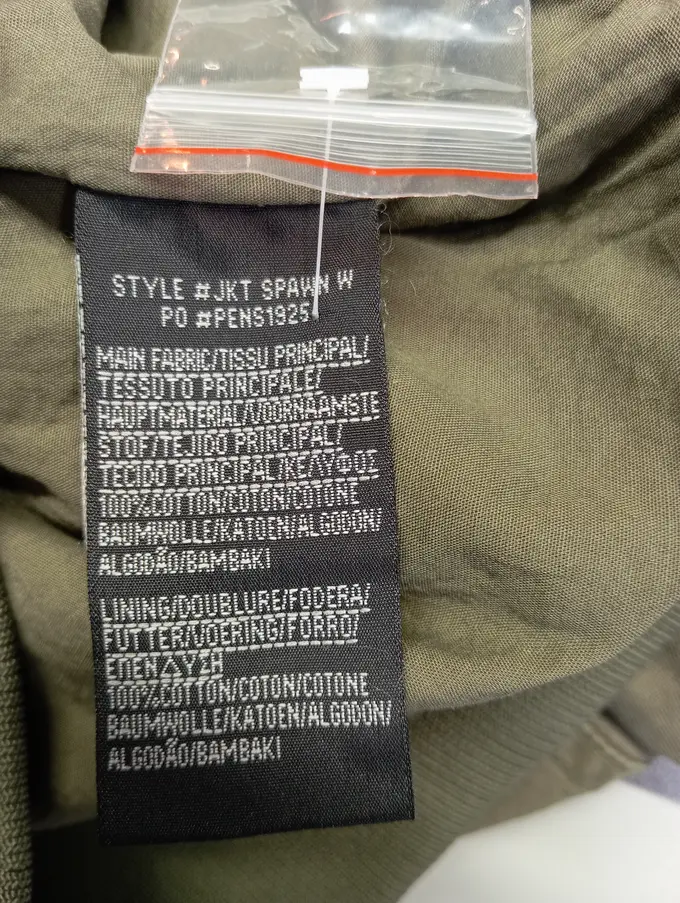 STYLE #JKT SPAWN W
PO #PENS1925
MAIN FABRIC/TISSU PRINCIPAL/
TESSUTO PRINCIPALE/
HAUPTMATERIAL/VOORNAAMSTE
STOF/TEJIDO PRINCIPAL/
TECIDO PRINCIPAL/ΚΕΛΥΦΟΣ
100%COTTON/COTON/COTONE
BAUMWOLLE/KATOEN/ALGODON/
ALGODÃO/BAMBAKI
LINING/DOUBLURE/FODERA/
FUTTER/VOERING/FORRO/
ΕΠΕΝΔΥΣΗ
100%COTTON/COTON/COTONE
BAUMWOLLE/KATOEN/ALGODON/
ALGODÃO/BAMBAKI